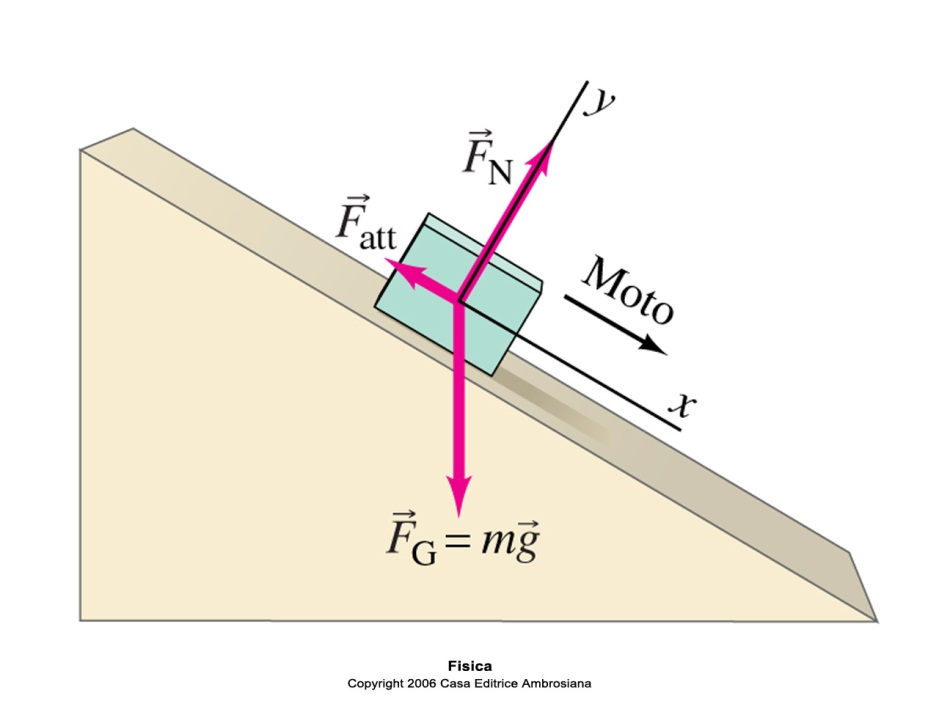 y
F⃗N
F⃗att
Moto
x
F⃗G = mg⃗
Fisica
Copyright 2006 Casa Editrice Ambrosiana